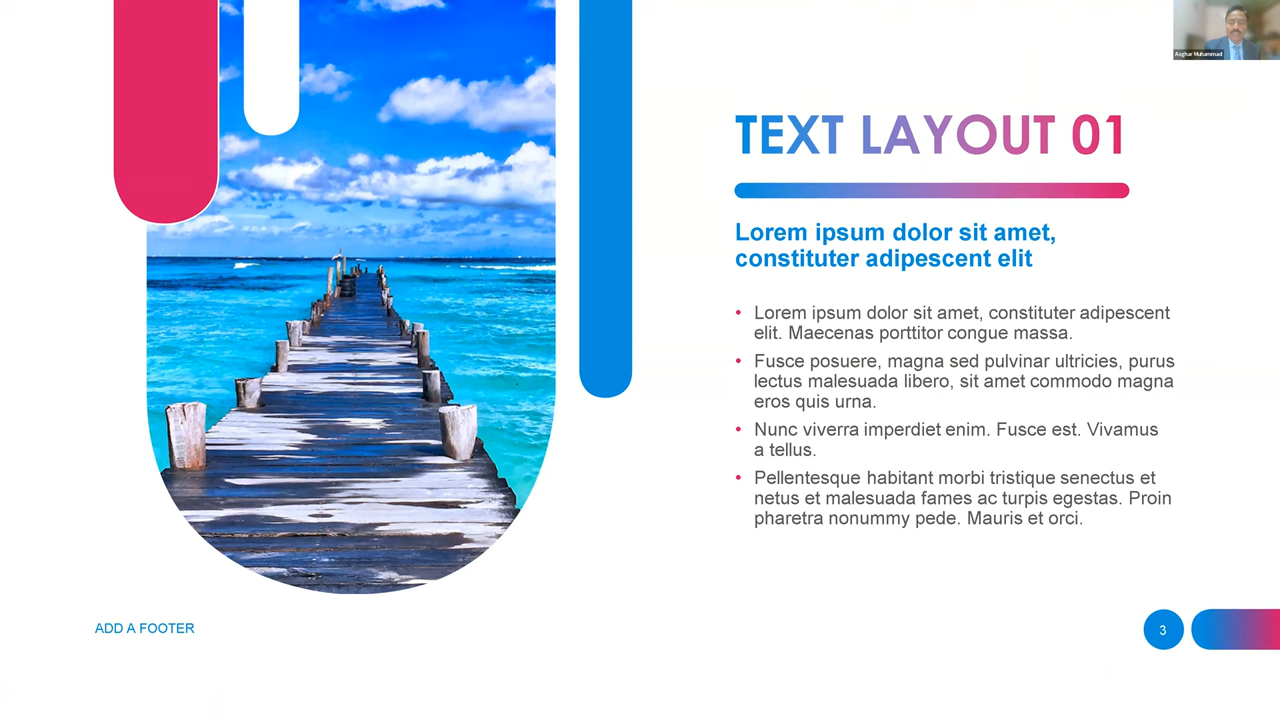 Asghar Muhammad
TEXT LAYOUT 01
Lorem ipsum dolor sit amet,
constituter adipescent elit
• Lorem ipsum dolor sit amet, constituter adipescent
elit. Maecenas porttitor congue massa.
• Fusce posuere, magna sed pulvinar ultricies, purus
lectus malesuada libero, sit amet commodo magna
eros quis urna.
• Nunc viverra imperdiet enim. Fusce est. Vivamus
a tellus.
• Pellentesque habitant morbi tristique senectus et
netus et malesuada fames ac turpis egestas. Proin
pharetra nonummy pede. Mauris et orci.
ADD A FOOTER
3